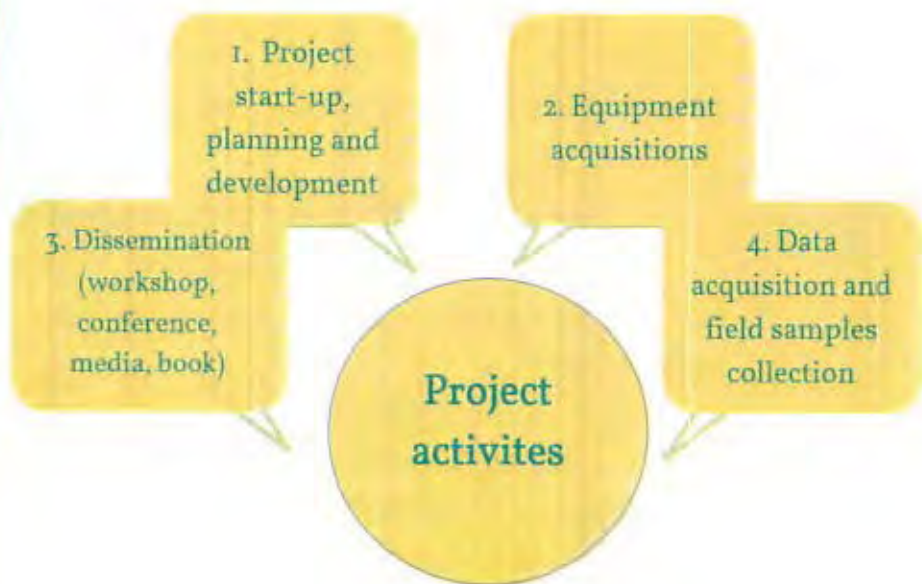 1. Project
start-up,
planning and
development
2. Equipment
acquisitions
3. Dissemination
(workshop,
conference,
media, book)
4. Data
acquisition and
field samples
collection
Project
activites